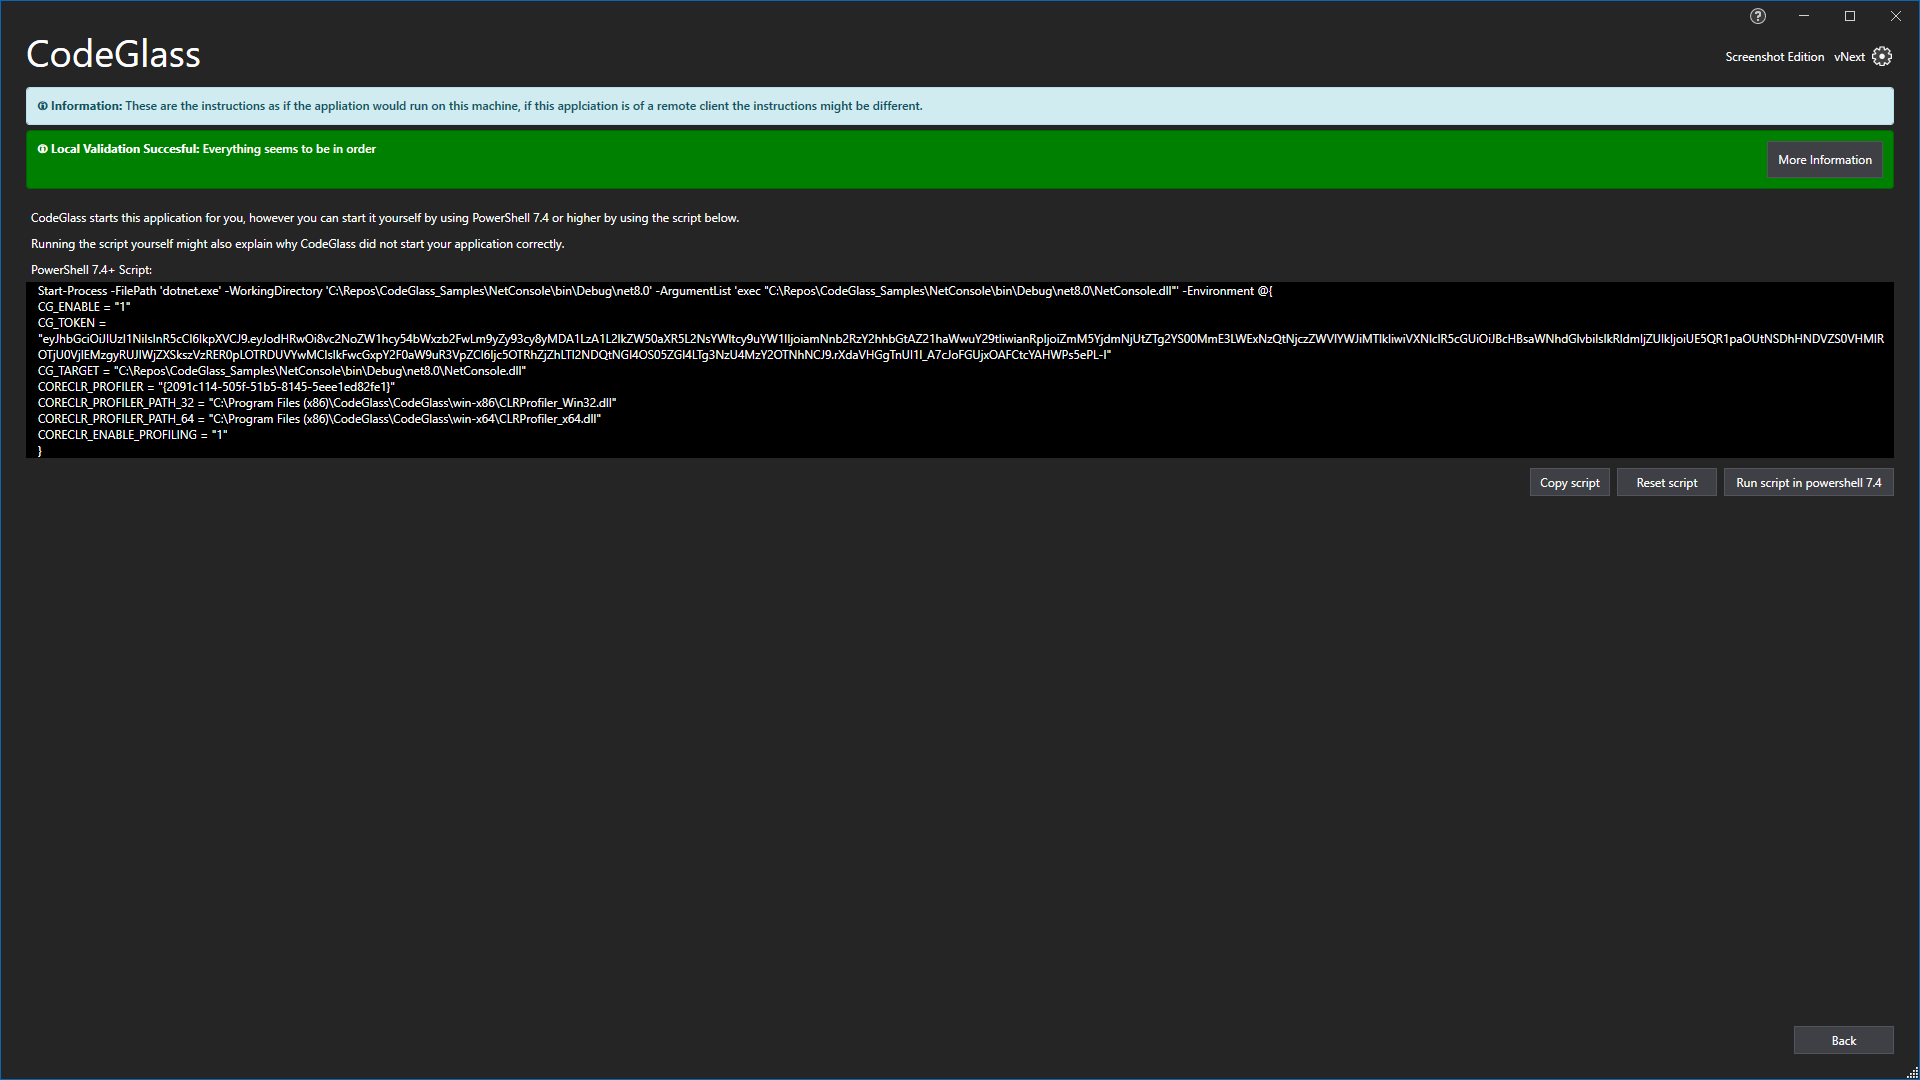 CodeGlass
Screenshot Edition vNext
Information: These are the instructions as if the appliation would run on this machine, if this applciation is of a remote client the instructions might be different.
Local Validation Succesful: Everything seems to be in order
More Information
CodeGlass starts this application for you, however you can start it yourself by using PowerShell 7.4 or higher by using the script below.
Running the script yourself might also explain why CodeGlass did not start your application correctly.
PowerShell 7.4+ Script:
Start-Process -FilePath 'dotnet.exe' -WorkingDirectory 'C:\Repos\CodeGlass_Samples\NetConsole\bin\Debug\net8.0' -ArgumentList 'exec "C:\Repos\CodeGlass_Samples\NetConsole\bin\Debug\net8.0\NetConsole.dll"' -Environment @{
CG_ENABLE = "1"
CG_TOKEN =
CG_TARGET = "C:\Repos\CodeGlass_Samples\NetConsole\bin\Debug\net8.0\NetConsole.dll"
CORECLR_PROFILER = "{2091c114-505f-51b5-8145-5eee1ed82fe1}"
CORECLR_PROFILER_PATH_32 = "C:\Program Files (x86)\CodeGlass\CodeGlass\win-x86\CLRProfiler_Win32.dll"
CORECLR_PROFILER_PATH_64 = "C:\Program Files (x86)\CodeGlass\CodeGlass\win-x64\CLRProfiler_x64.dll"
CORECLR_ENABLE_PROFILING = "1"
}
Copy script
Reset script
Run script in powershell 7.4
Back